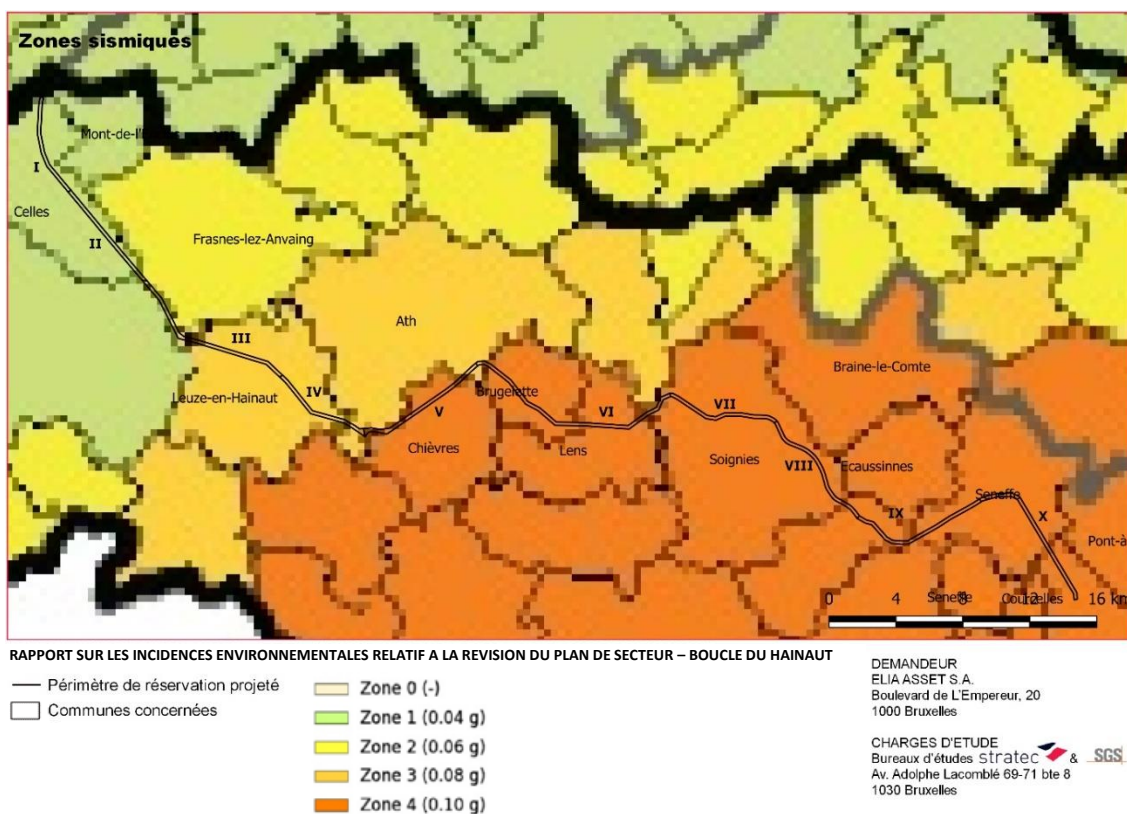 Zones sismiques
Mont-de-l'
I
Celles
II
Frasnes-lez-Anvaing
III
Ath
Leuze-en-Hainaut
IV
V
Brugelette
Chièvres
VI
Lens
VII
Soignies
VIII
Braine-le-Comte
Ecaussinnes
IX
Seneffe
X
Pont-à
Seneffe
Courcelles
0 4 8 12 16 km
RAPPORT SUR LES INCIDENCES ENVIRONNEMENTALES RELATIF A LA REVISION DU PLAN DE SECTEUR – BOUCLE DU HAINAUT
Périmètre de réservation projeté
Communes concernées
Zone 0 (-)
Zone 1 (0.04 g)
Zone 2 (0.06 g)
Zone 3 (0.08 g)
Zone 4 (0.10 g)
DEMANDEUR
ELIA ASSET S.A.
Boulevard de L'Empereur, 20
1000 Bruxelles
CHARGES D'ETUDE
Bureaux d'études stratec & SGS
Av. Adolphe Lacomblé 69-71 bte 8
1030 Bruxelles